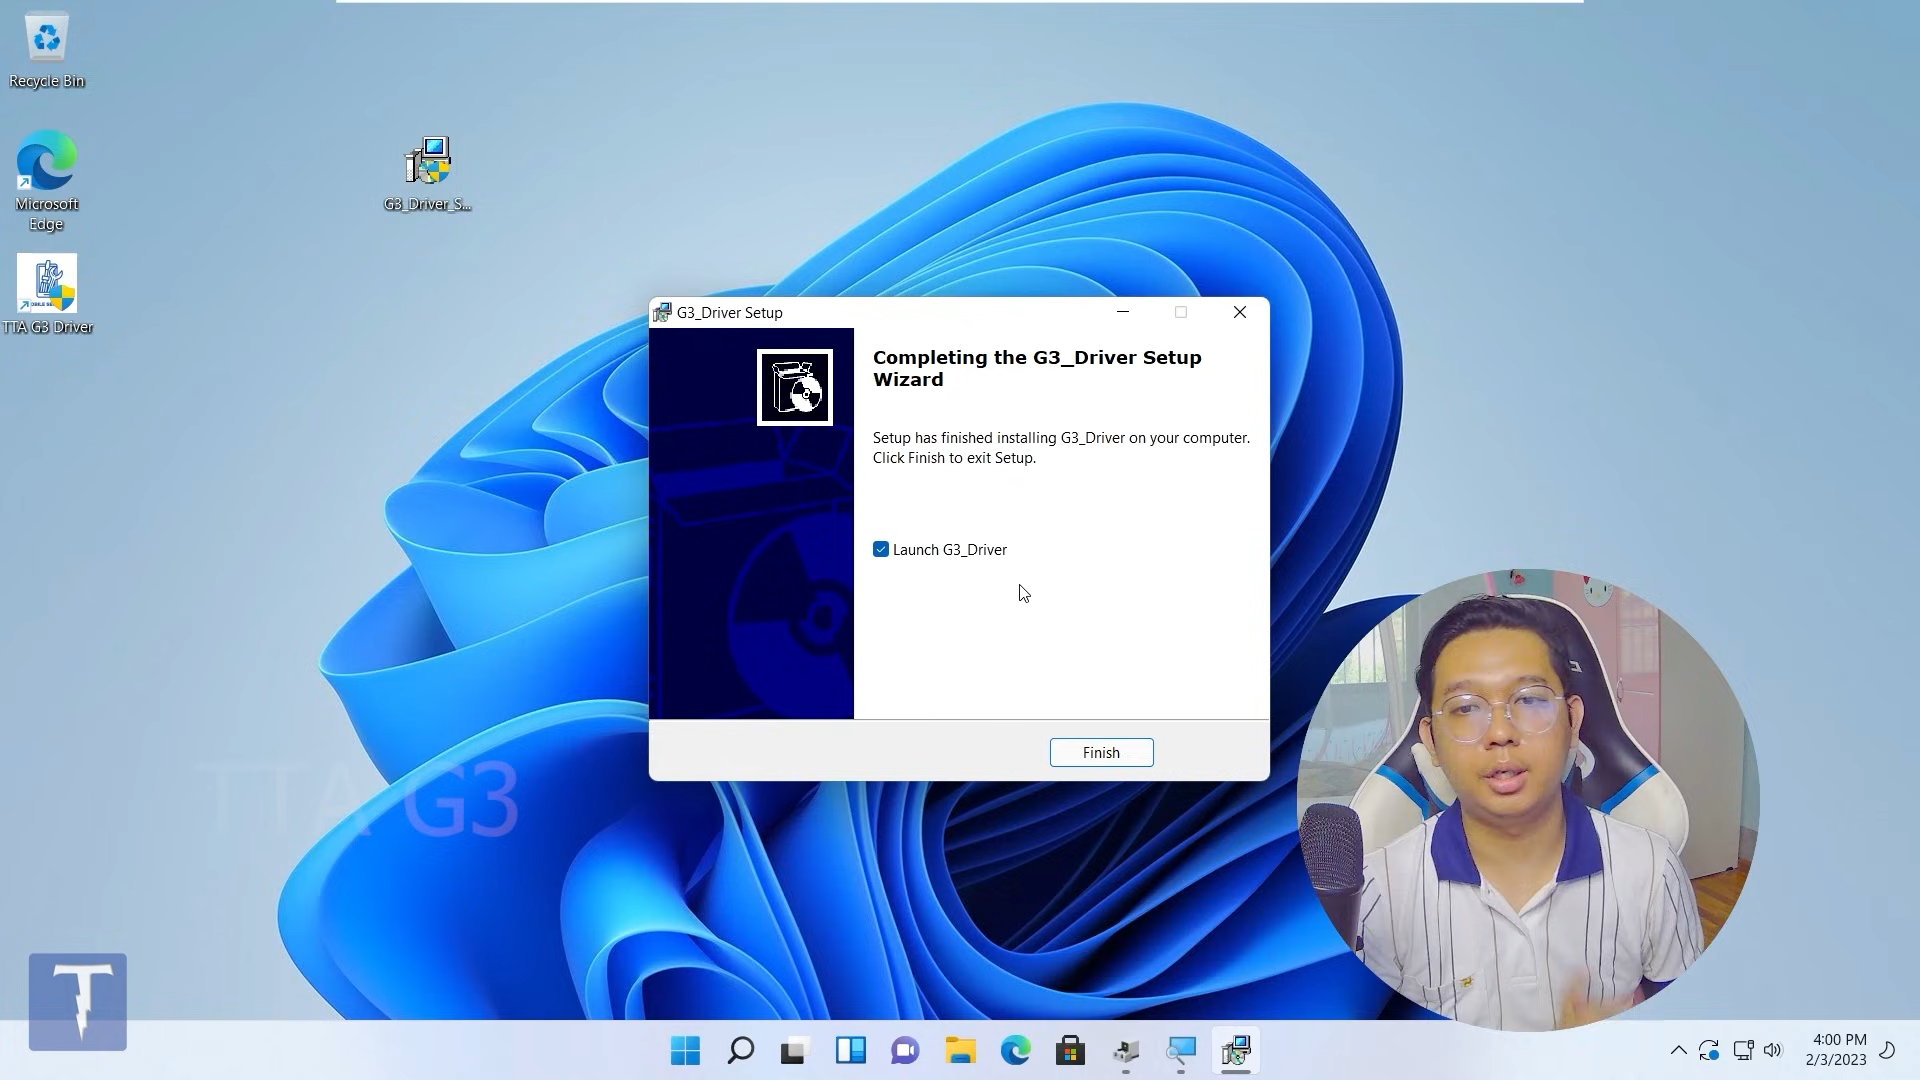 Recycle Bin
Microsoft
Edge
TTA G3 Driver
G3_Driver_S...
G3_Driver Setup
Completing the G3_Driver Setup
Wizard
Setup has finished installing G3_Driver on your computer.
Click Finish to exit Setup.
Launch G3_Driver
Finish
TTA G3
T
4:00 PM
2/3/2023